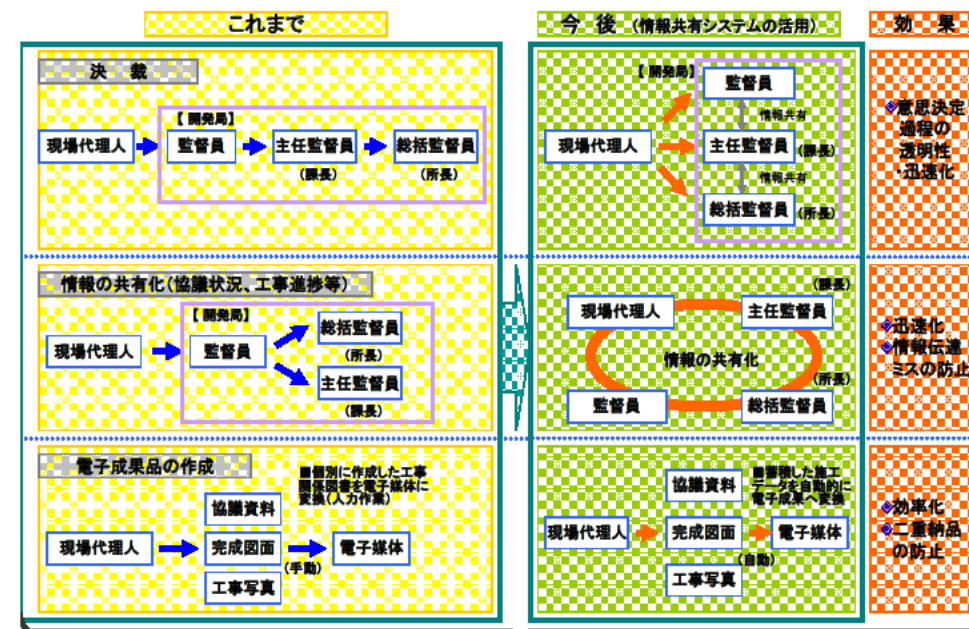 これまで
今 後 (情報共有システムの活用)
効 果
決 裁
【開発局】
現場代理人
監督員
主任監督員
総括監督員
(課長)
(所長)
【開発局】
現場代理人
監督員
情報共有
主任監督員
(課長)
情報共有
総括監督員
(所長)
◈意思決定
過程の
透明性
・迅速化
情報の共有化(協議状況、工事進捗等)
【開発局】
現場代理人
監督員
総括監督員
(所長)
主任監督員
(課長)
(課長)
現場代理人
主任監督員
情報の共有化
(所長)
監督員
総括監督員
◈迅速化
◈情報伝達
ミスの防止
電子成果品の作成
■個別に作成した工事
関係図書を電子媒体に
変換(人力作業)
協議資料
現場代理人
完成図面
電子媒体
(手動)
工事写真
■蓄積した施工
データを自動的に
電子成果へ変換
協議資料
現場代理人
完成図面
電子媒体
(自動)
工事写真
◈効率化
◈二重納品
の防止